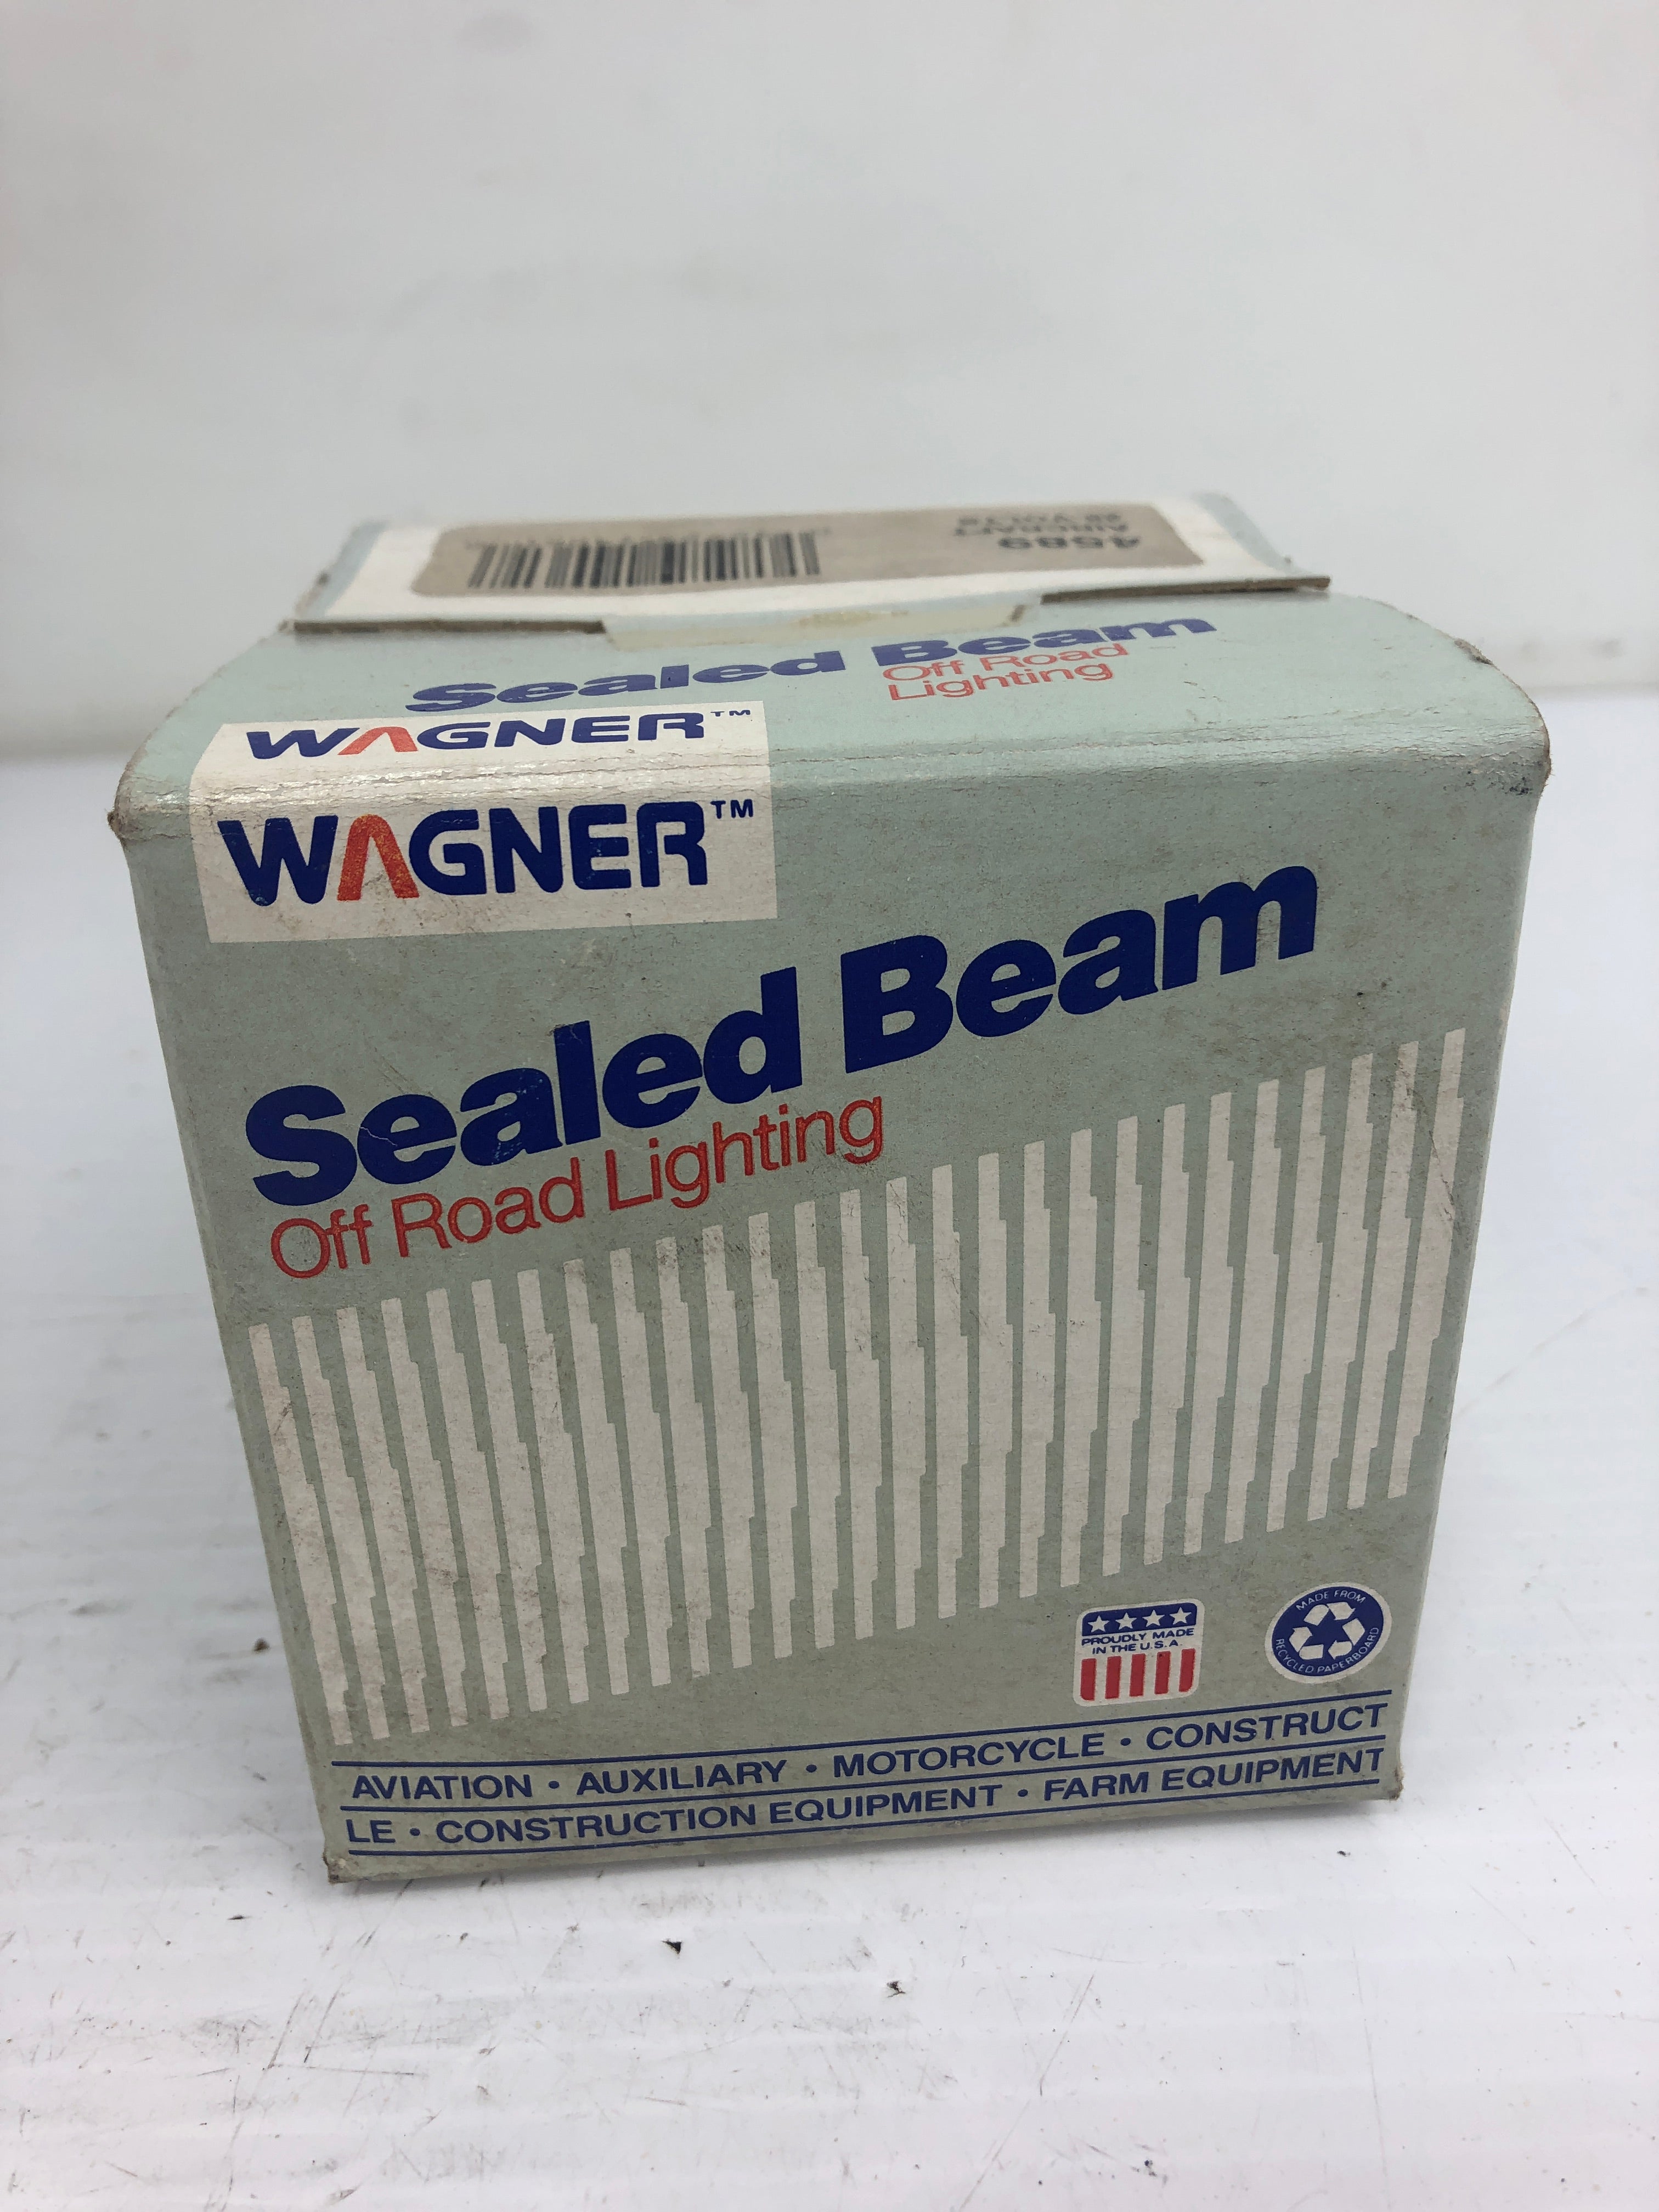 4589
AIRCRAFT
Sealed Beam
Off Road
Lighting
WAGNER™
WAGNER™
Sealed Beam
Off Road Lighting
PROUDLY MADE
IN THE U.S.A.
MADE FROM
RECYCLED PAPERBOARD
AVIATION • AUXILIARY • MOTORCYCLE • CONSTRUCT
LE • CONSTRUCTION EQUIPMENT • FARM EQUIPMENT